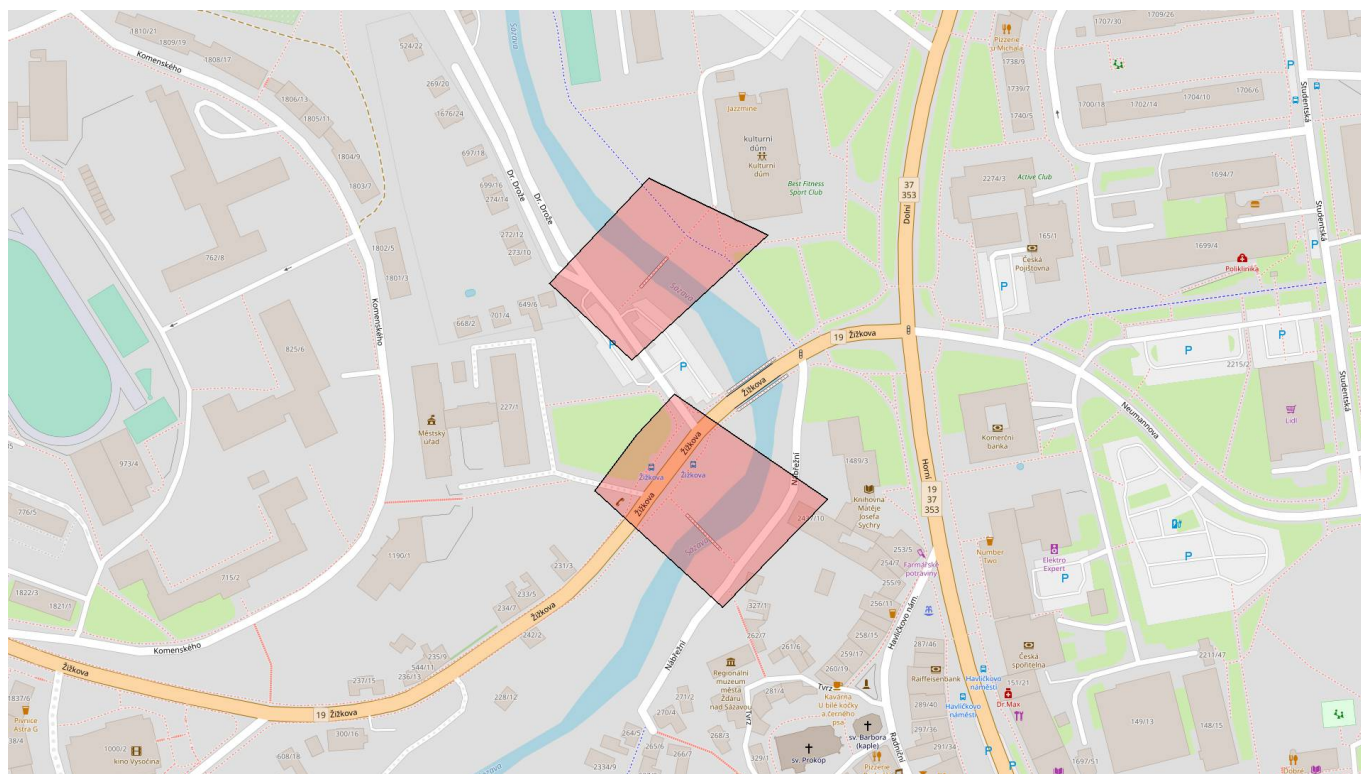 1810/21
1809/19
1808/17
Komenského
1806/13
1805/11
1804/9
1803/7
1802/5
1801/3
762/8
Komenského
825/6
524/22
269/20
1676/24
697/18
699/16
274/14
272/12
273/10
649/6
701/4
668/2
Dr. Drože
Dr. Drože
Sázava
Jazzmine
kulturní
dům
Kulturní
dům
Best Fitness
Sport Club
37
353
Dolní
Pizzerie
u Michala
1738/9
1739/7
1740/5
1707/30
1709/26
1700/18
1702/14
1704/10
1706/6
P
Studentská
2274/3
Active Club
1694/7
165/1
Česká
Pojišťovna
P
1699/4
Poliklinika
P
Studentská
Sázava
P
P
19
Žižkova
Žižkova
227/1
Městský
úřad
973/4
Žižkova
Žižkova
Žižkova
Nábřežní
1489/3
Knihovna
Matěje
Josefa
Sychry
Komerční
banka
Horní
19
37
353
Neumannova
P
P
2215/2
Lidl
Studentská
P
776/5
1822/3
1821/1
1190/1
715/2
Komenského
Sázava
231/3
233/5
234/7
242/2
Žižkova
235/9
544/11
236/13
237/15
228/12
300/16
608/18
19 Žižkova
Žižkova
1837/6
Pivnice
Astra G
38/4
1000/2
kino Vysočina
Nábřežní
327/1
262/7
261/6
Regionální
muzeum
města
Žďáru
nad Sázavou
271/2
270/4
264/5
265/6
266/7
268/3
2334/9
Sázava
281/4
Tvrz
Tvrz
329/1
sv. Prokop
Kavárna
U bílé kočky
a černého
psa
sv. Barbora
(kaple)
Pizzerie
Radniční
253/5
254/7
255/9
256/11
258/15
259/17
260/19
Farmářské
potraviny
Havlíčkovo nám.
287/46
Raiffeisenbank
289/40
297/36
291/34
Number
Two
Elektro
Expert
P
P
Česká
spořitelna
151/21
Dr.Max
Havlíčkovo
náměstí
Havlíčkovo
náměstí
P
P
149/13
148/15
2211/47
1697/51
Dobré